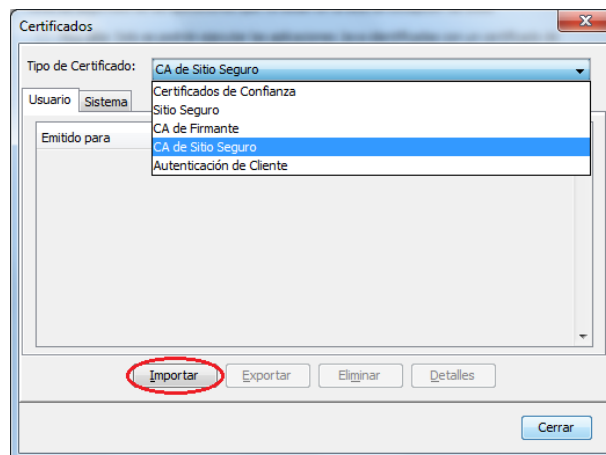 Certificados
Tipo de Certificado: CA de Sitio Seguro
Certificados de Confianza
Usuario Sistema
Sitio Seguro
CA de Firmante
Emitido para
CA de Sitio Seguro
Autenticación de Cliente
Importar Exportar Eliminar Detalles
Cerrar